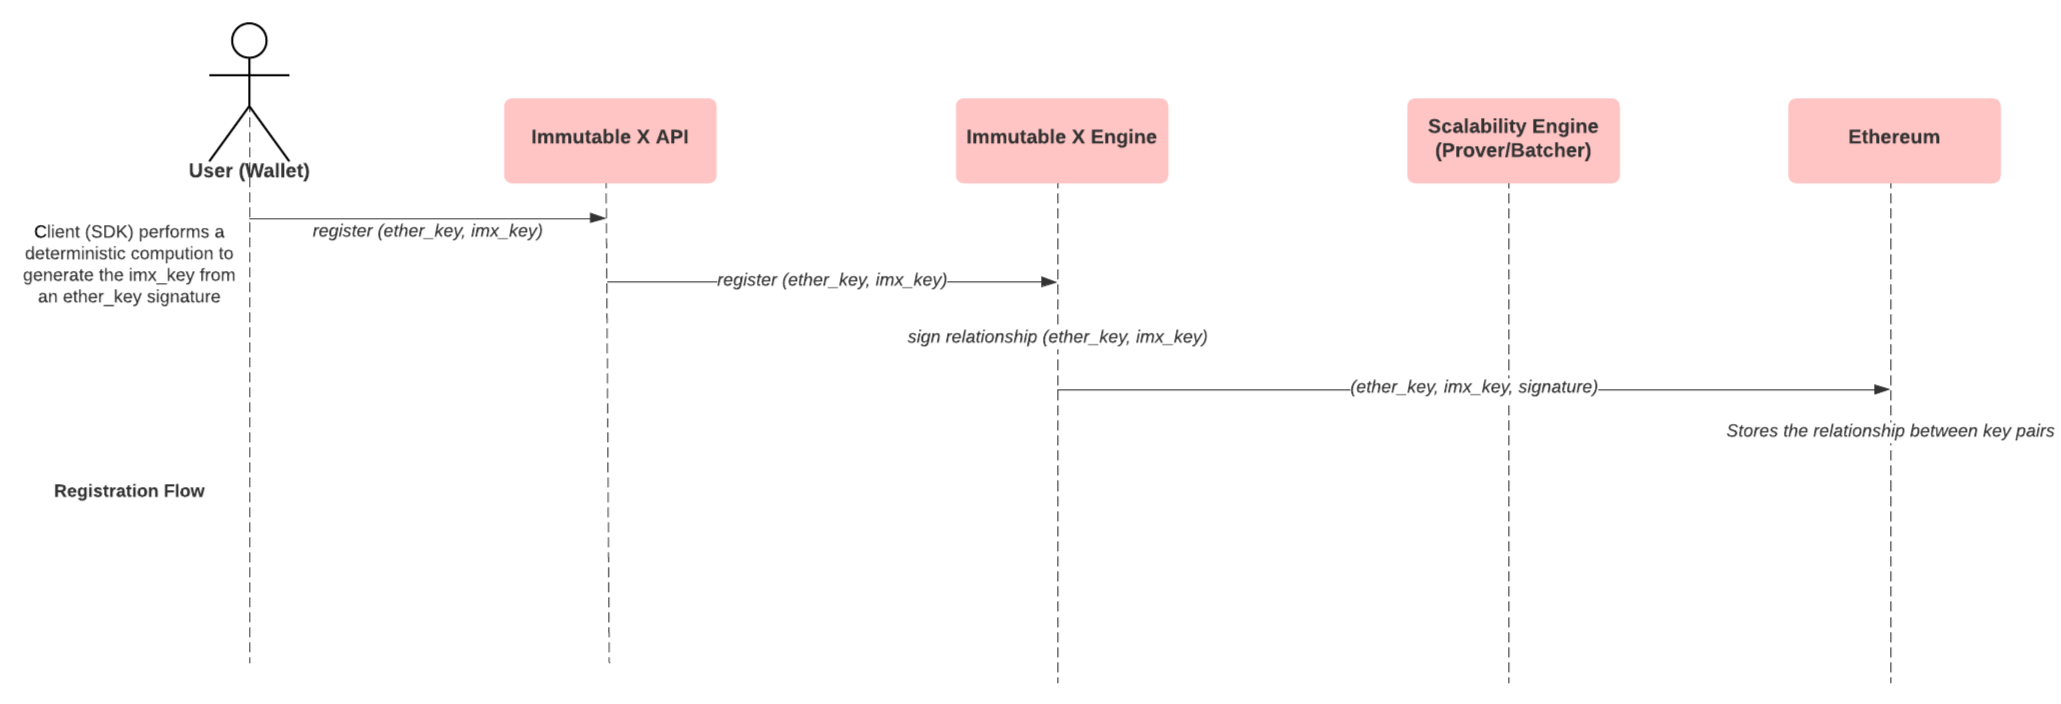 User (Wallet)
Immutable X API
Immutable X Engine
Scalability Engine
(Prover/Batcher)
Ethereum
Client (SDK) performs a
deterministic compution to
generate the imx_key from
an ether_key signature
register (ether_key, imx_key)
register (ether_key, imx_key)
sign relationship (ether_key, imx_key)
(ether_key, imx_key, signature)
Stores the relationship between key pairs
Registration Flow